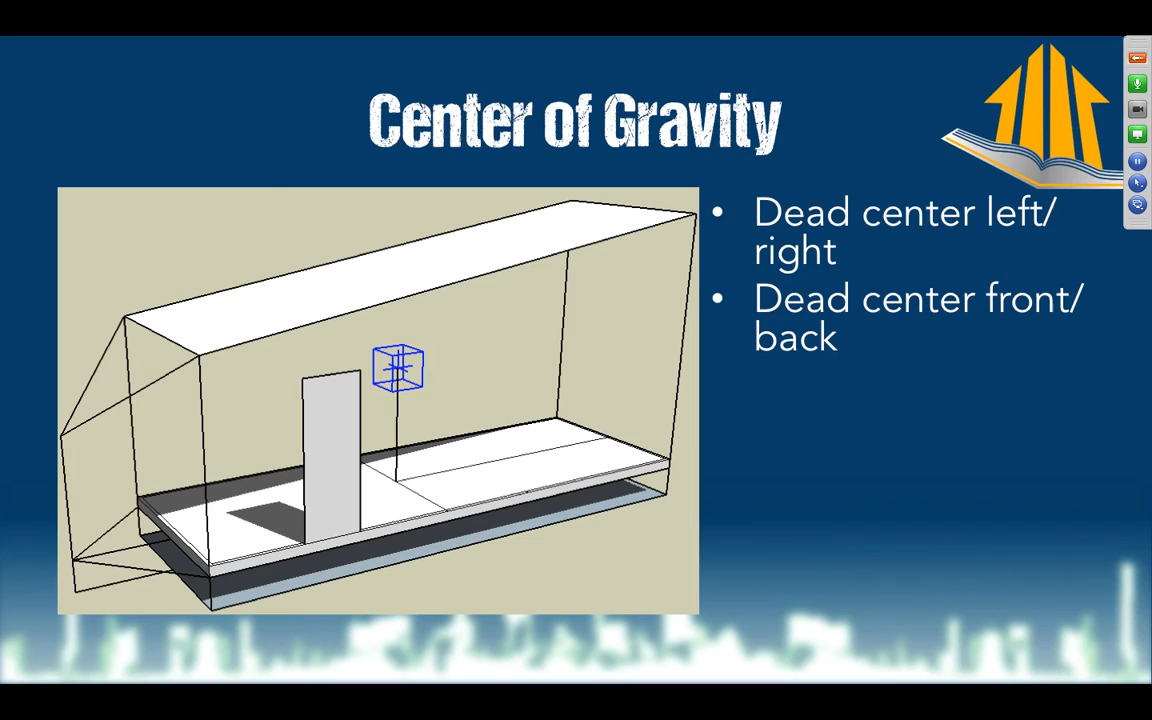 Center of Gravity
• Dead center left/
right
• Dead center front/
back